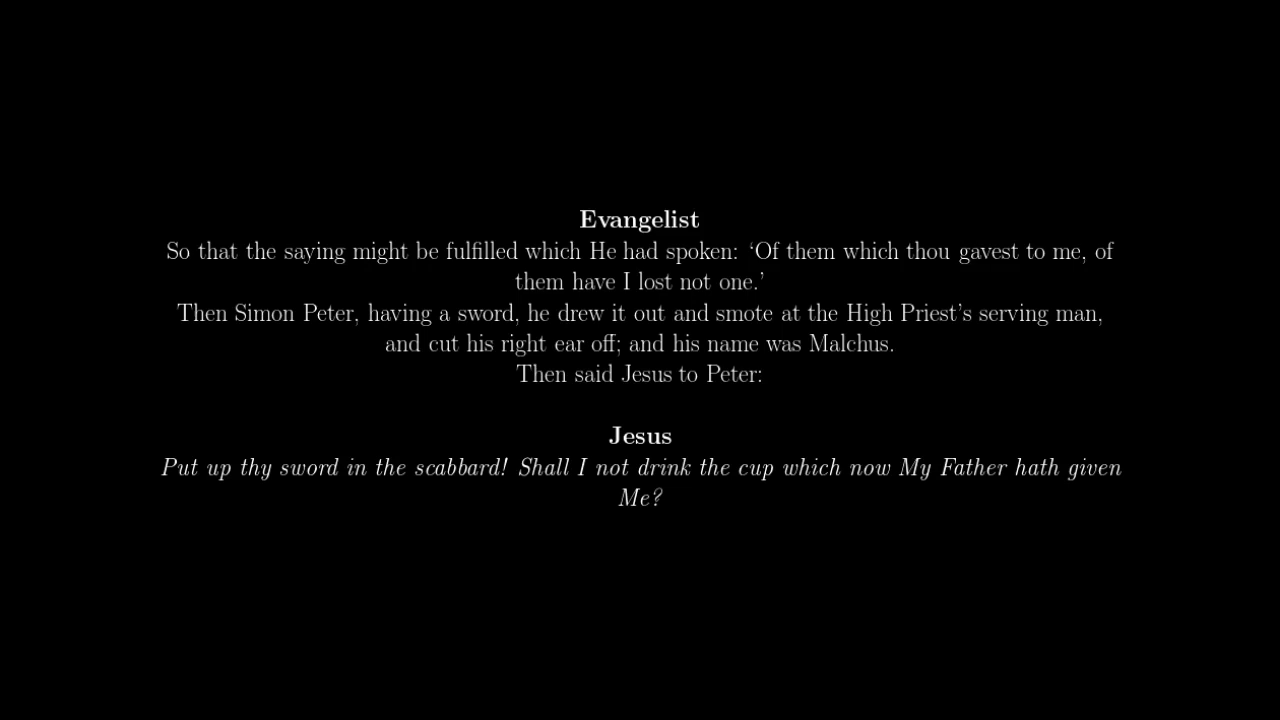 Evangelist
So that the saying might be fulfilled which He had spoken: ‘Of them which thou gavest to me, of
them have I lost not one.’
Then Simon Peter, having a sword, he drew it out and smote at the High Priest’s serving man,
and cut his right ear off; and his name was Malchus.
Then said Jesus to Peter:
Jesus
Put up thy sword in the scabbard! Shall I not drink the cup which now My Father hath given
Me?